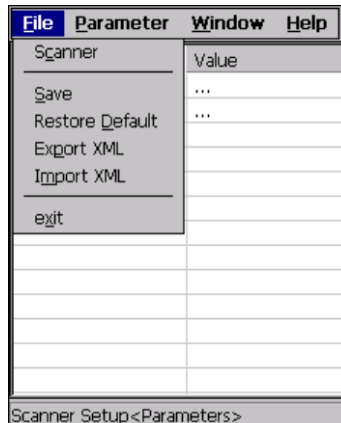 File Parameter Window Help
Scanner
Value
Save
...
Restore Default
...
Export XML
Import XML
exit
Scanner Setup<Parameters>